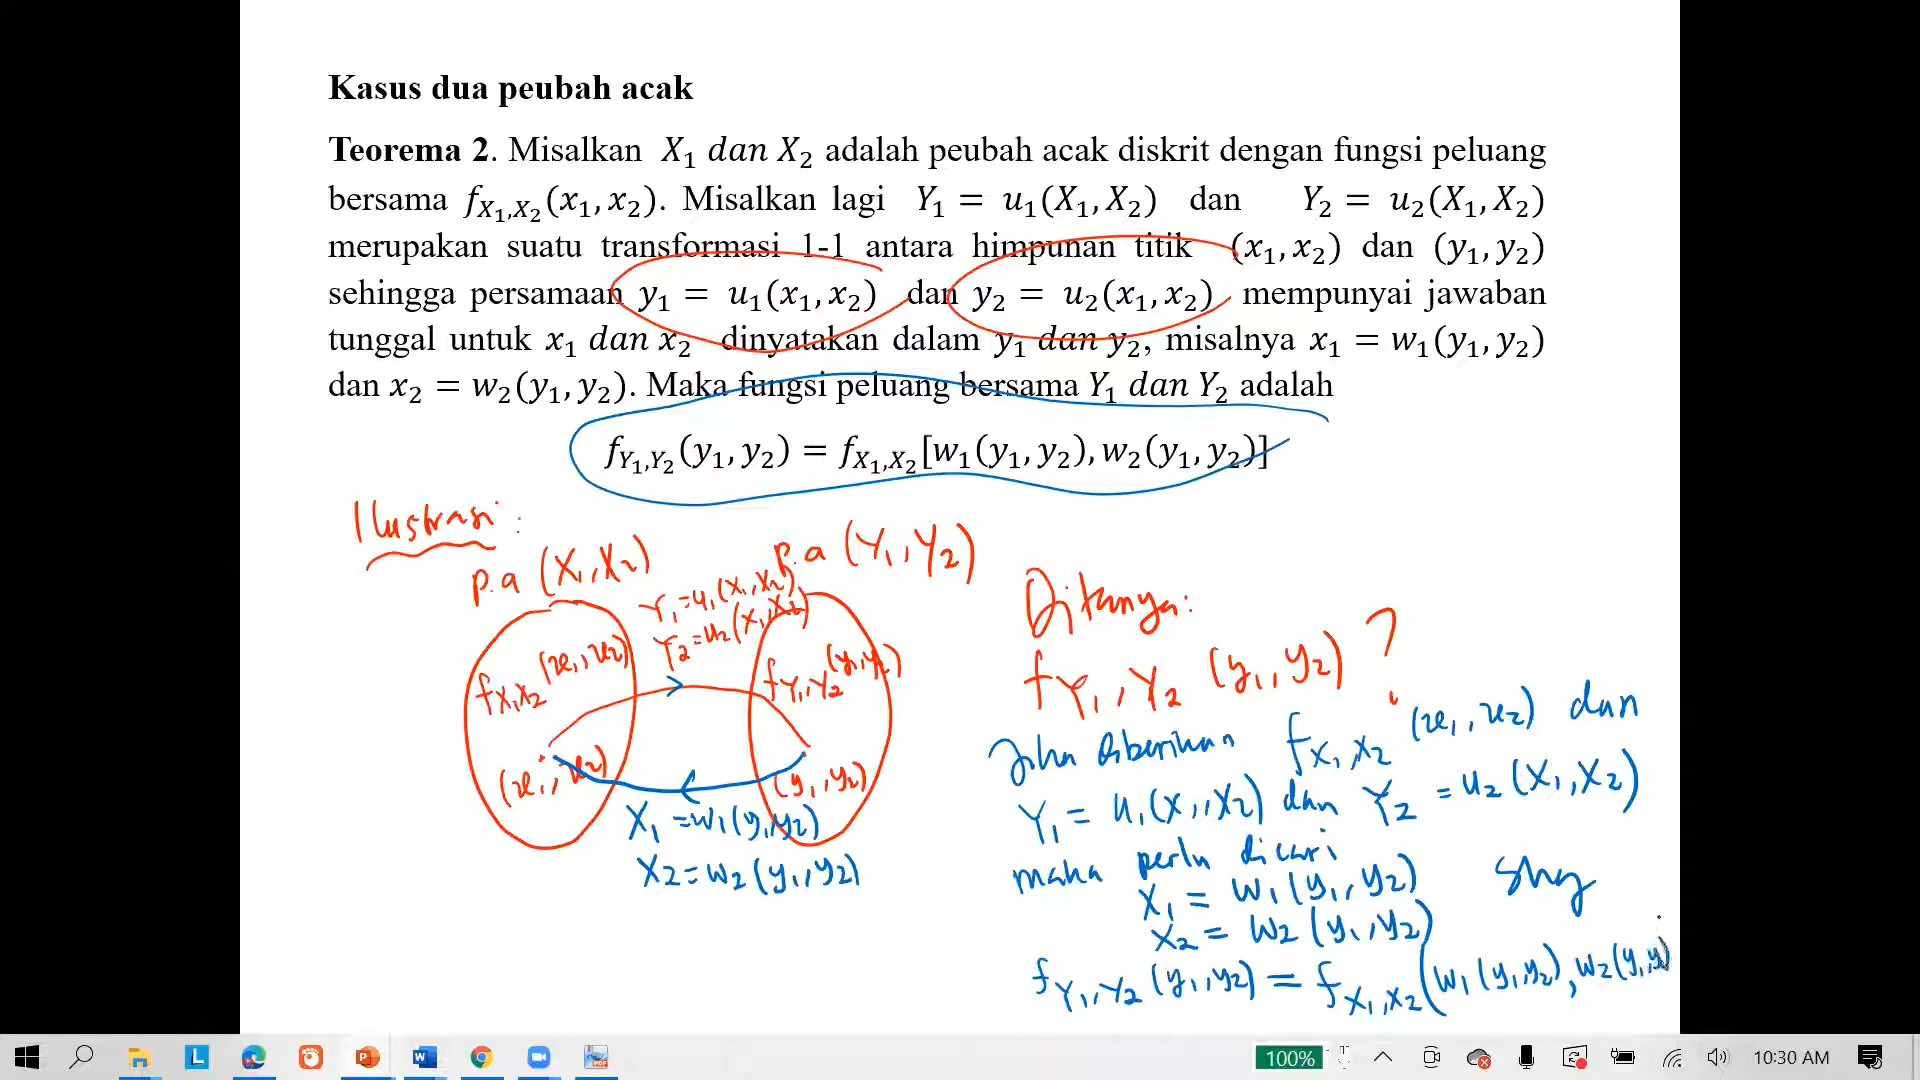 Kasus dua peubah acak
Teorema 2. Misalkan X₁ dan X₂ adalah peubah acak diskrit dengan fungsi peluang
bersama f_{X₁,X₂}(x₁, x₂). Misalkan lagi Y₁ = u₁(X₁, X₂) dan Y₂ = u₂(X₁, X₂)
merupakan suatu transformasi 1-1 antara himpunan titik (x₁, x₂) dan (y₁, y₂)
sehingga persamaan y₁ = u₁(x₁, x₂) dan y₂ = u₂(x₁, x₂) mempunyai jawaban
tunggal untuk x₁ dan x₂ dinyatakan dalam y₁ dan y₂, misalnya x₁ = w₁(y₁, y₂)
dan x₂ = w₂(y₁, y₂). Maka fungsi peluang bersama Y₁ dan Y₂ adalah
f_{Y₁,Y₂}(y₁, y₂) = f_{X₁,X₂}[w₁(y₁, y₂), w₂(y₁, y₂)]
Ilustrasi :
p.a (X₁, X₂)
p.a (Y₁, Y₂)
Y₁ = u₁(X₁, X₂)
Y₂ = u₂(X₁, X₂)
f_{X₁X₂}(x₁, x₂)
f_{Y₁,Y₂}(y₁, y₂)
(x₁, x₂)
(y₁, y₂)
X₁ = w₁(y₁, y₂)
X₂ = w₂(y₁, y₂)
Ditanya:
f_{Y₁,Y₂}(y₁, y₂) ?
Jika diberikan f_{X₁,X₂}(x₁, x₂) dan
Y₁ = u₁(X₁, X₂) dan Y₂ = u₂(X₁, X₂)
maka perlu dicari
X₁ = w₁(y₁, y₂) shg
X₂ = w₂(y₁, y₂)
f_{Y₁,Y₂}(y₁, y₂) = f_{X₁,X₂}(w₁(y₁, y₂), w₂(y₁, y
100%
10:30 AM